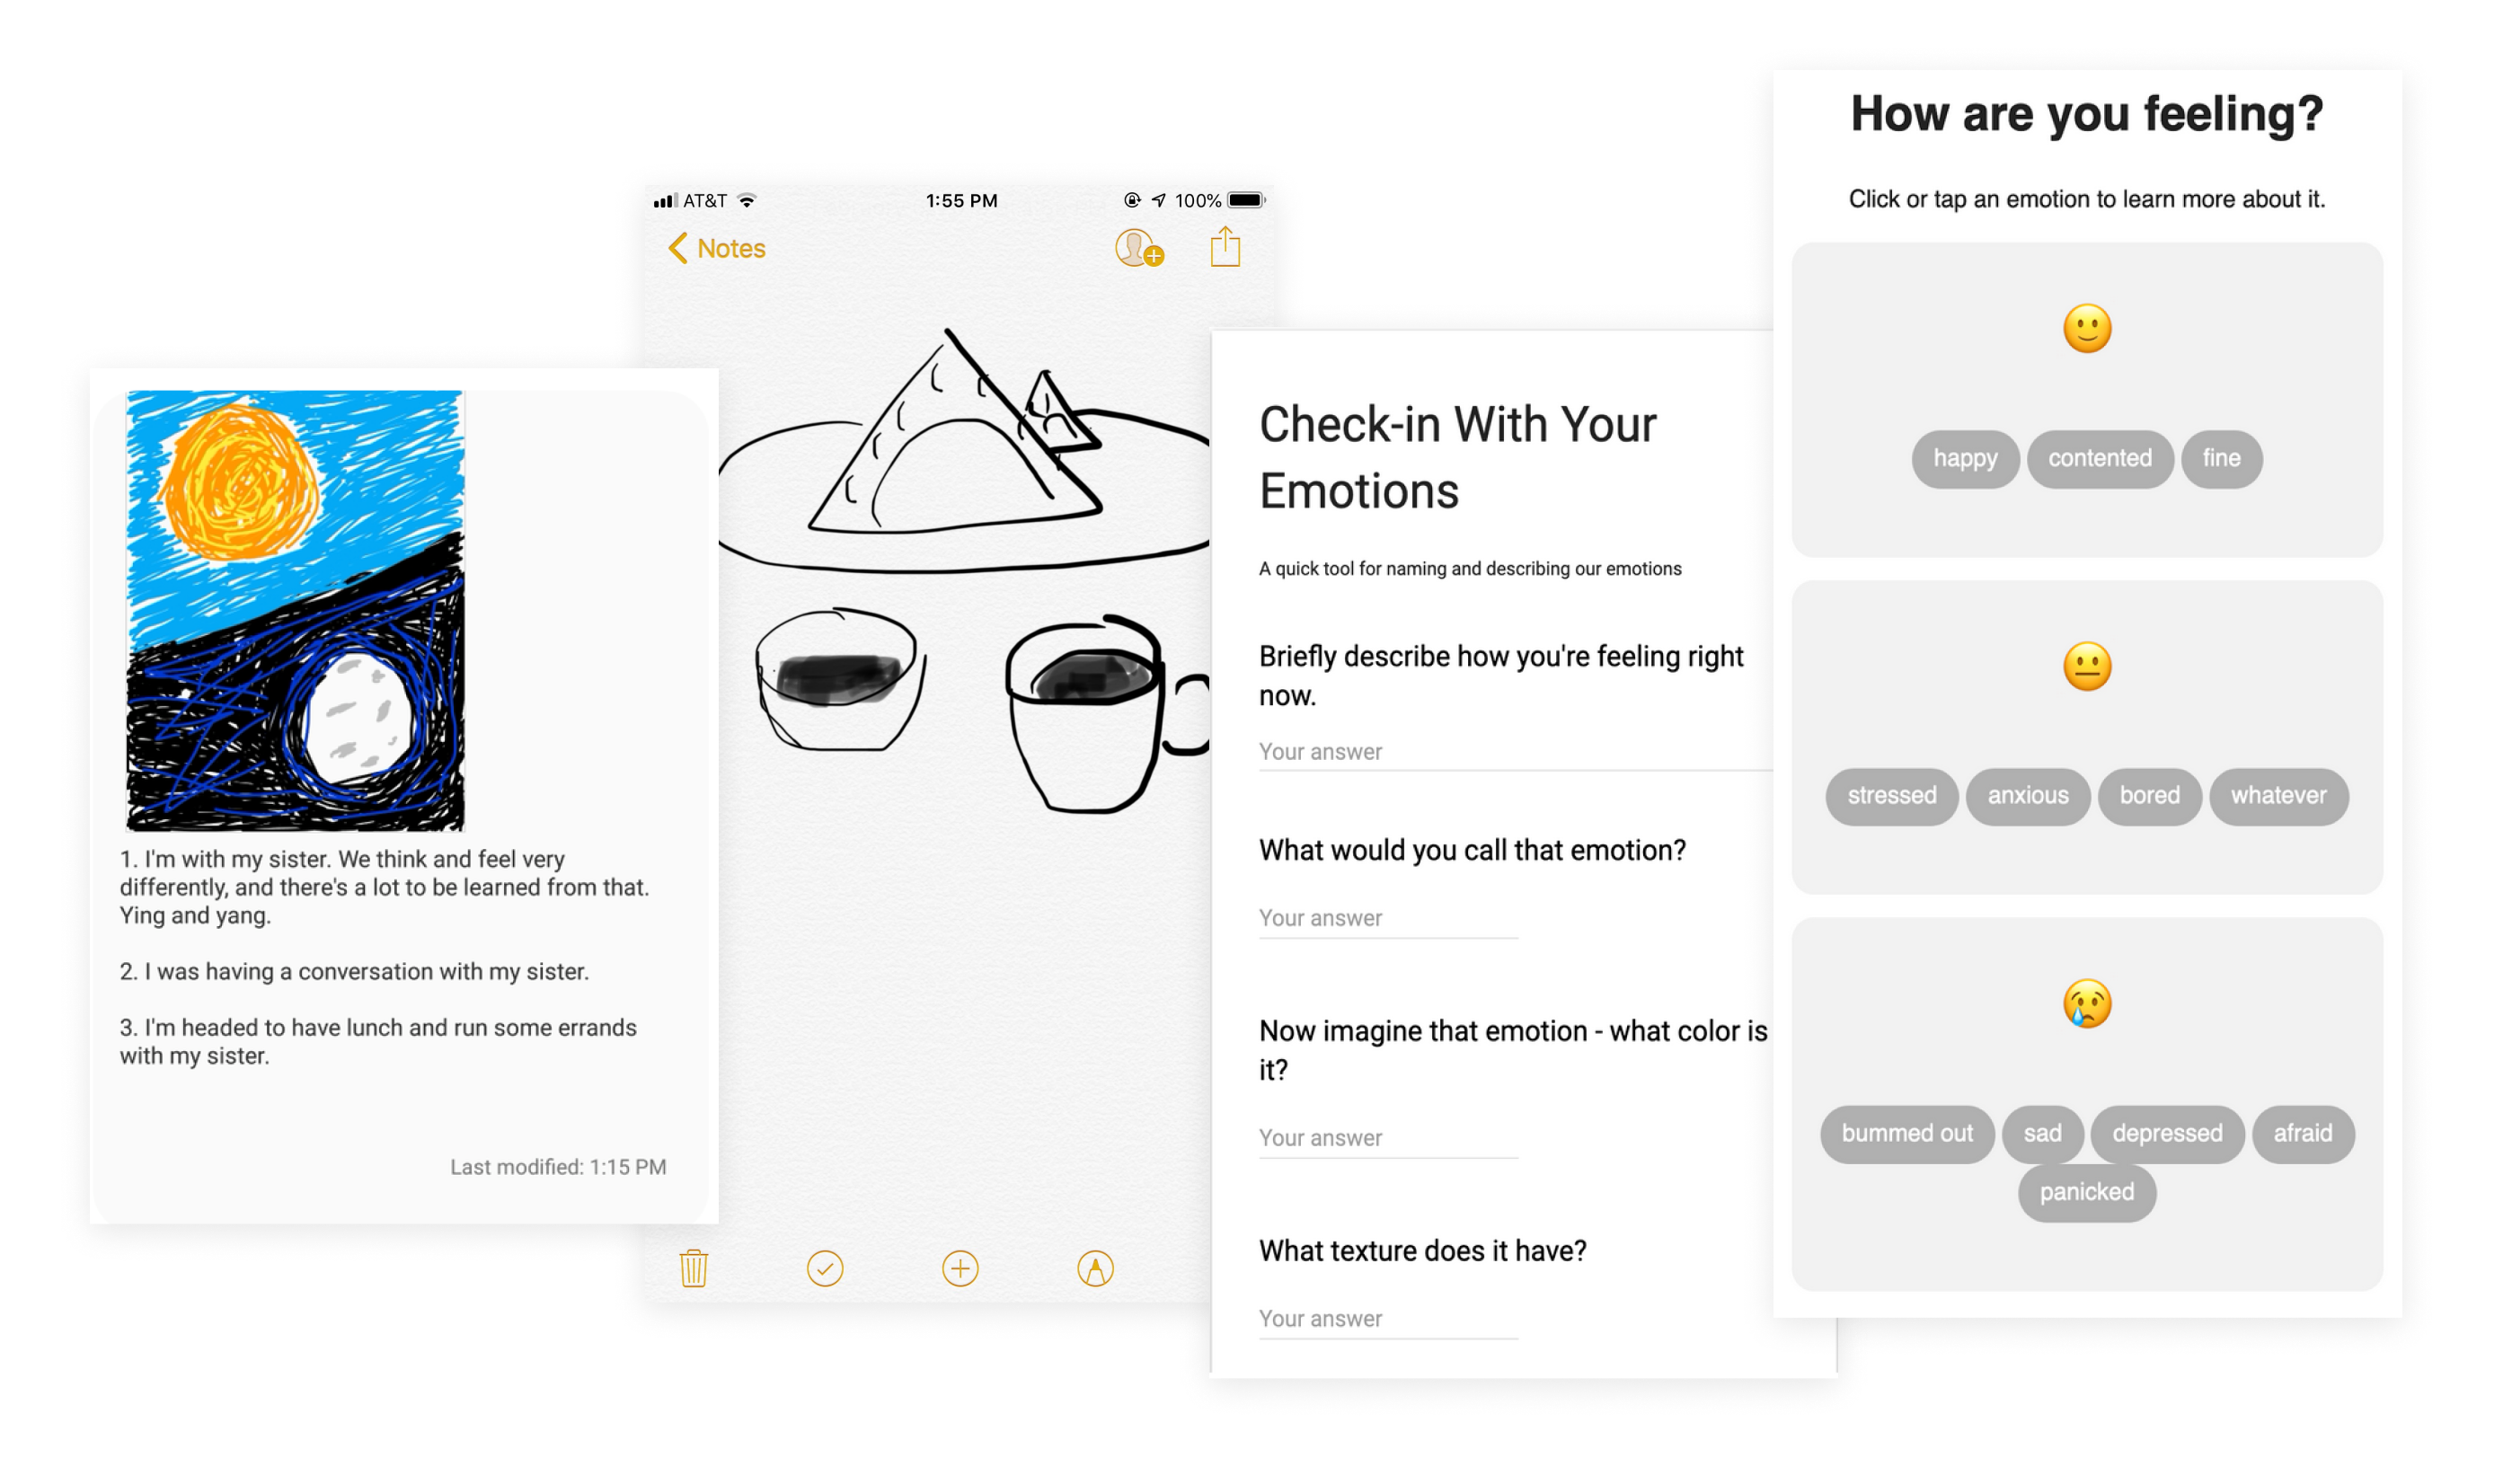 1. I'm with my sister. We think and feel very
differently, and there's a lot to be learned from that.
Ying and yang.
2. I was having a conversation with my sister.
3. I'm headed to have lunch and run some errands
with my sister.
Last modified: 1:15 PM
AT&T 1:55 PM 100%
Notes
Check-in With Your
Emotions
A quick tool for naming and describing our emotions
Briefly describe how you're feeling right
now.
Your answer
What would you call that emotion?
Your answer
Now imagine that emotion - what color is
it?
Your answer
What texture does it have?
Your answer
How are you feeling?
Click or tap an emotion to learn more about it.
happy contented fine
stressed anxious bored whatever
bummed out sad depressed afraid
panicked